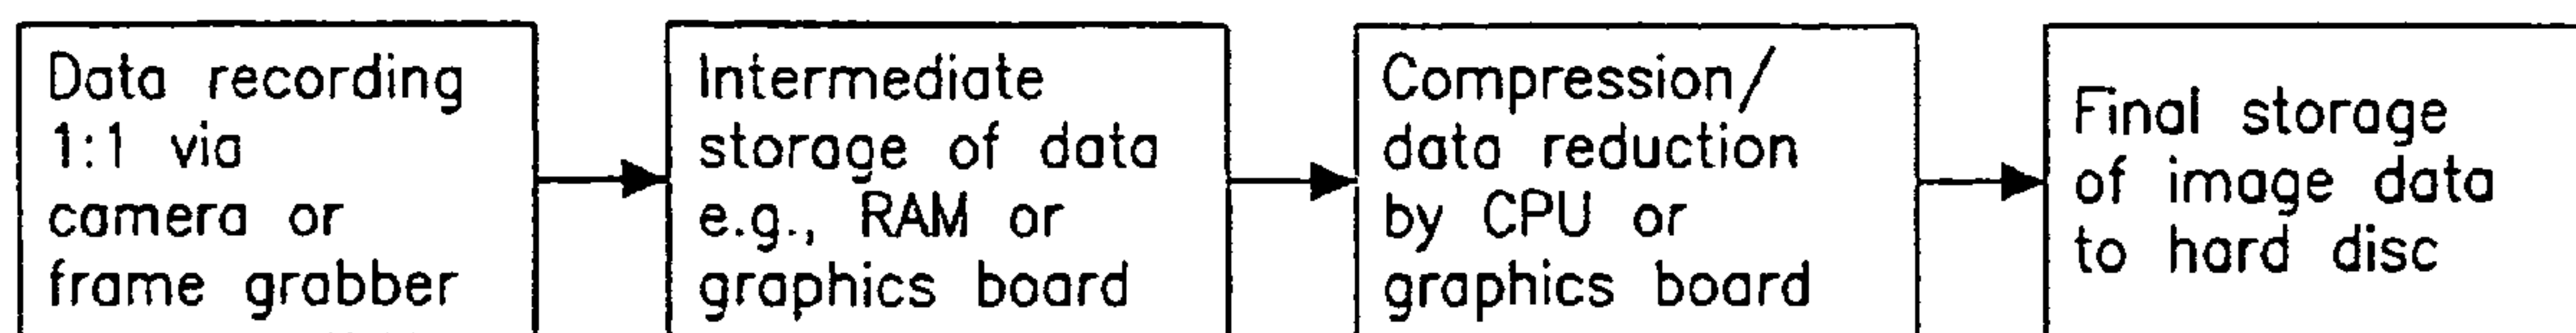 Data recording
1:1 via
camera or
frame grabber
Intermediate
storage of data
e.g., RAM or
graphics board
Compression/
data reduction
by CPU or
graphics board
Final storage
of image data
to hard disc